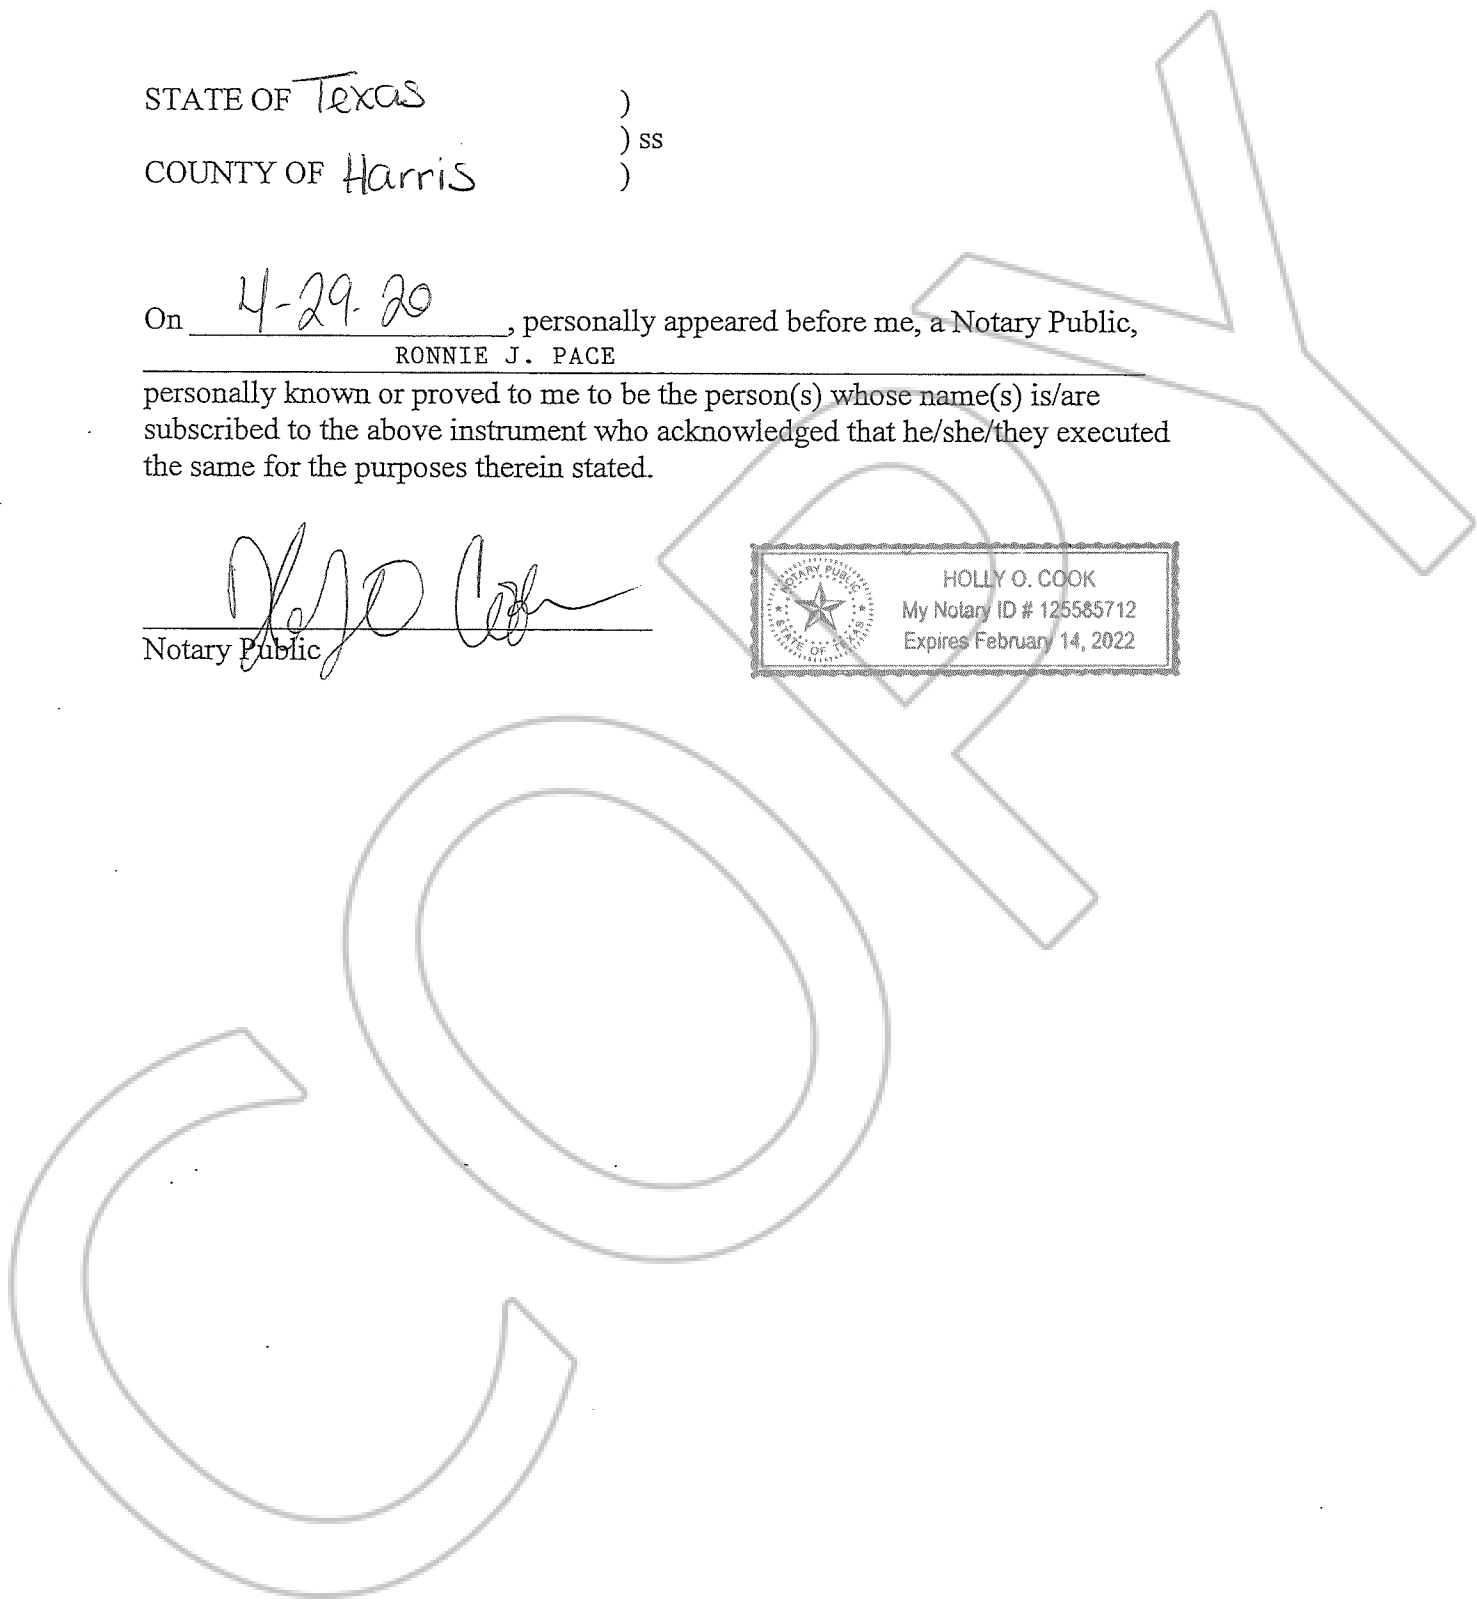 STATE OF Texas )
) ss
COUNTY OF Harris )
On 4-29-20, personally appeared before me, a Notary Public,
RONNIE J. PACE
personally known or proved to me to be the person(s) whose name(s) is/are
subscribed to the above instrument who acknowledged that he/she/they executed
the same for the purposes therein stated.
Notary Public
NOTARY PUBLIC
STATE OF TEXAS
HOLLY O. COOK
My Notary ID # 125585712
Expires February 14, 2022
COPY